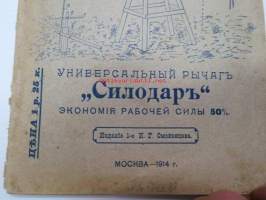 УНИВЕРСАЛЬНЫЙ РЫЧАГЪ
„Силодаръ“
ЭКОНОМІЯ РАБОЧЕЙ СИЛЫ 50%.
Изданіе 1-е И. Г.
МОСКВА—1914 г.
ЦѢНА 1 р. 25 к.